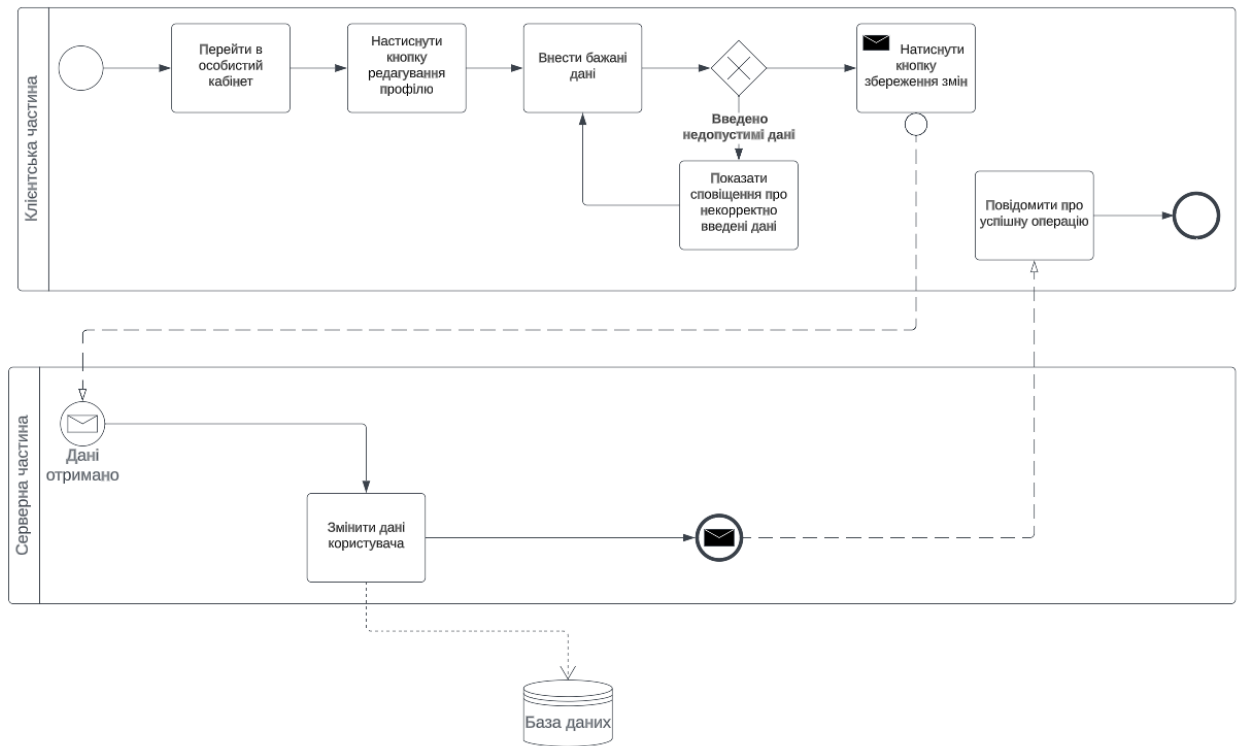 Клієнтська частина
Перейти в
особистий
кабінет
Настиснути
кнопку
редагування
профілю
Внести бажані
дані
Введено
недопустимі дані
Показати
сповіщення про
некорректно
введені дані
Натиснути
кнопку
збереження змін
Повідомити про
успішну операцію
Серверна частина
Дані
отримано
Змінити дані
користувача
База даних